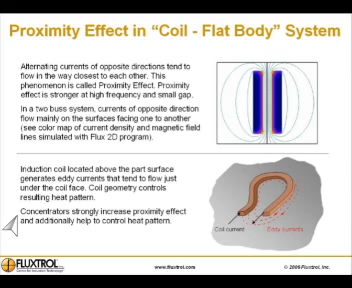 Proximity Effect in “Coil - Flat Body” System
Alternating currents of opposite directions tend to
flow in the way closest to each other. This
phenomenon is called Proximity Effect. Proximity
effect is stronger at high frequency and small gap.
In a two buss system, currents of opposite direction
flow mainly on the surfaces facing one to another
(see color map of current density and magnetic field
lines simulated with Flux 2D program).
Induction coil located above the part surface
generates eddy currents that tend to flow just
under the coil face. Coil geometry controls
resulting heat pattern.
Concentrators strongly increase proximity effect
and additionally help to control heat pattern.
Coil current
Eddy currents
FLUXTROL
Center for Induction Technology
www.fluxtrol.com
© 2009 Fluxtrol, Inc.